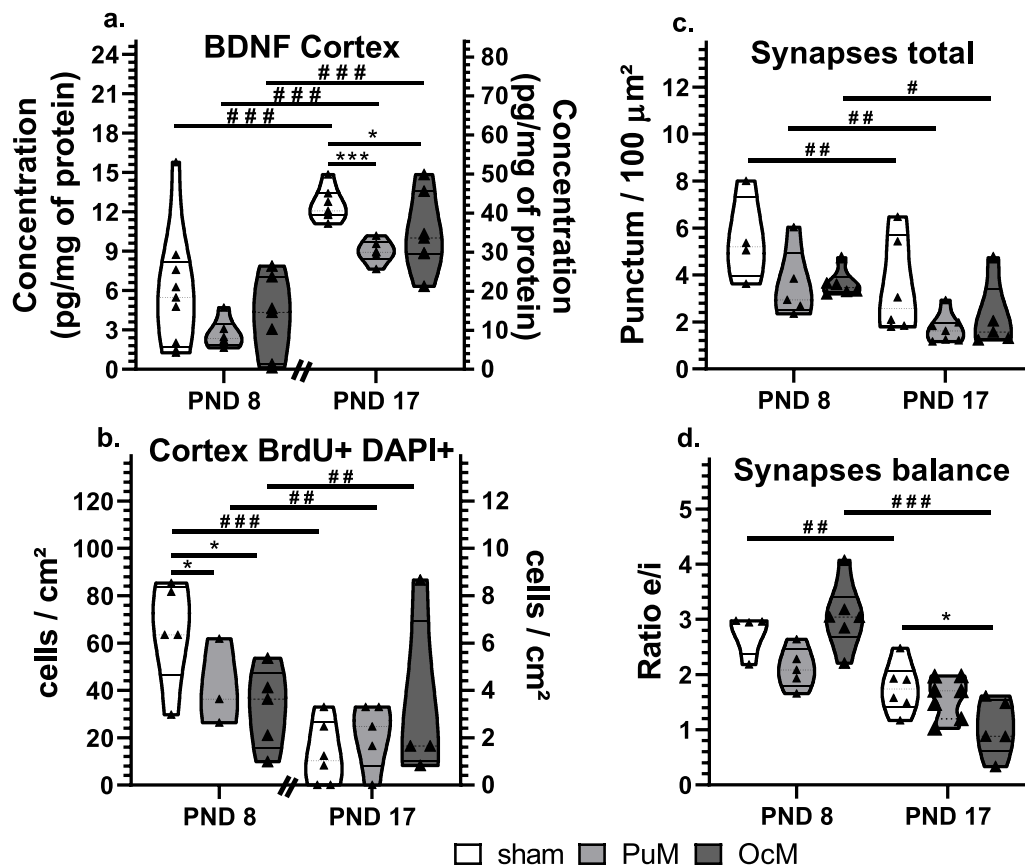 a.
BDNF Cortex
Concentration
(pg/mg of protein)
24
21
18
15
12
9
6
3
0
80
70
60
50
40
30
20
10
0
Concentration
(pg/mg of protein)
# # #
# # #
# # #
*
***
PND 8
PND 17
c.
Synapses total
Punctum / 100 µm²
12
10
8
6
4
2
0
#
# #
# #
PND 8
PND 17
b.
Cortex BrdU+ DAPI+
cells / cm²
120
100
80
60
40
20
0
12
10
8
6
4
2
0
cells / cm²
# #
# #
# # #
*
*
PND 8
PND 17
d.
Synapses balance
Ratio e/i
5
4
3
2
1
0
# # #
# #
*
PND 8
PND 17
sham PuM OcM